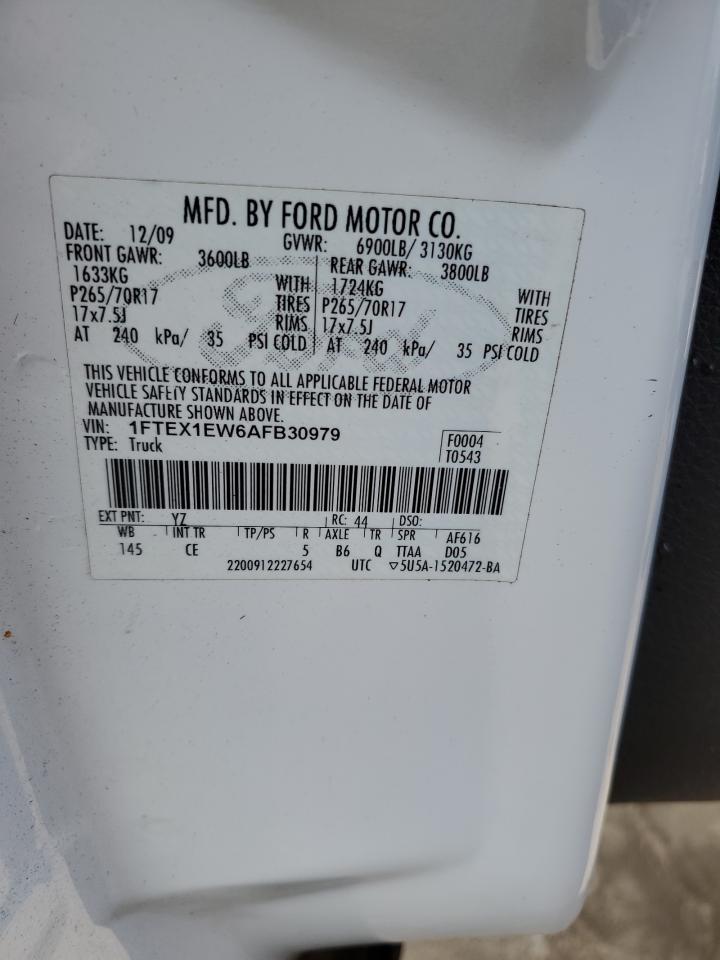 MFD. BY FORD MOTOR CO.
DATE: 12/09 GVWR: 6900LB/ 3130KG
FRONT GAWR: 3600LB REAR GAWR: 3800LB
1633KG WITH 1724KG WITH
P265/70R17 TIRES P265/70R17 TIRES
17x7.5J RIMS 17x7.5J RIMS
AT 240 kPa/ 35 PSI COLD AT 240 kPa/ 35 PSI COLD
THIS VEHICLE CONFORMS TO ALL APPLICABLE FEDERAL MOTOR
VEHICLE SAFETY STANDARDS IN EFFECT ON THE DATE OF
MANUFACTURE SHOWN ABOVE.
VIN: 1FTEX1EW6AFB30979 F0004
TYPE: Truck T0543
EXT PNT: YZ RC: 44 DSO:
WB INT TR TP/PS R AXLE TR SPR AF616
145 CE 5 B6 Q TTAA D05
2200912227654 UTC ▽5U5A-1520472-BA
Ford